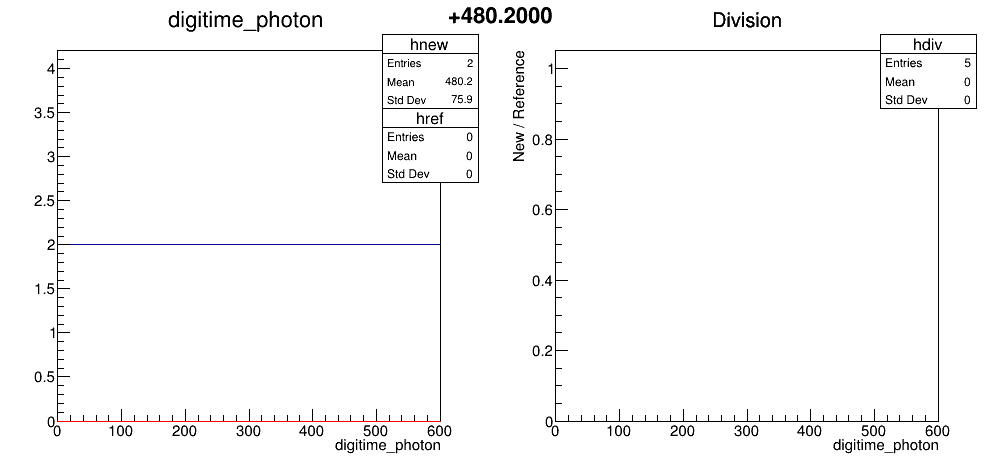 digitime_photon
+480.2000
Division
hnew
Entries 2
Mean 480.2
Std Dev 75.9
href
Entries 0
Mean 0
Std Dev 0
4
3.5
3
2.5
2
1.5
1
0.5
0
0 100 200 300 400 500 600
digitime_photon
hdiv
Entries 5
Mean 0
Std Dev 0
New / Reference
1
0.8
0.6
0.4
0.2
0
0 100 200 300 400 500 600
digitime_photon